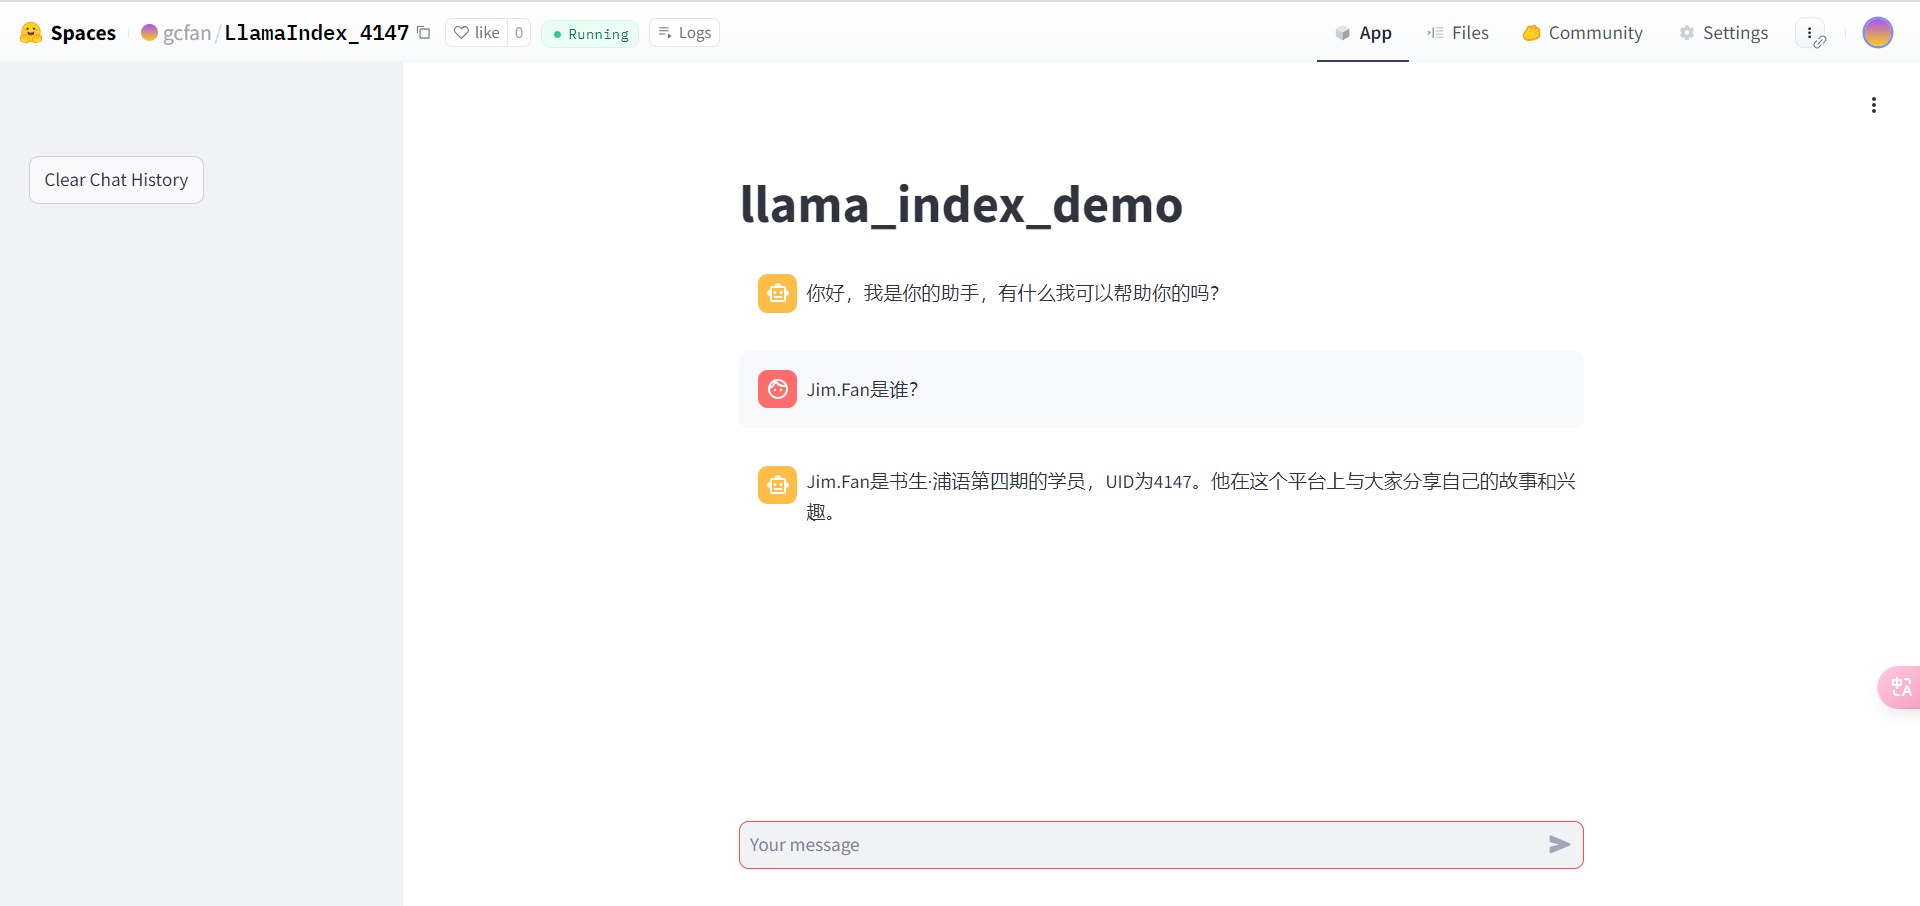 Spaces
gcfan/LlamaIndex_4147
like 0
Running
Logs
App
Files
Community
Settings
Clear Chat History
llama_index_demo
你好，我是你的助手，有什么我可以帮助你的吗？
Jim.Fan是谁？
Jim.Fan是书生·浦语第四期的学员，UID为4147。他在这个平台上与大家分享自己的故事和兴
趣。
Your message
中A